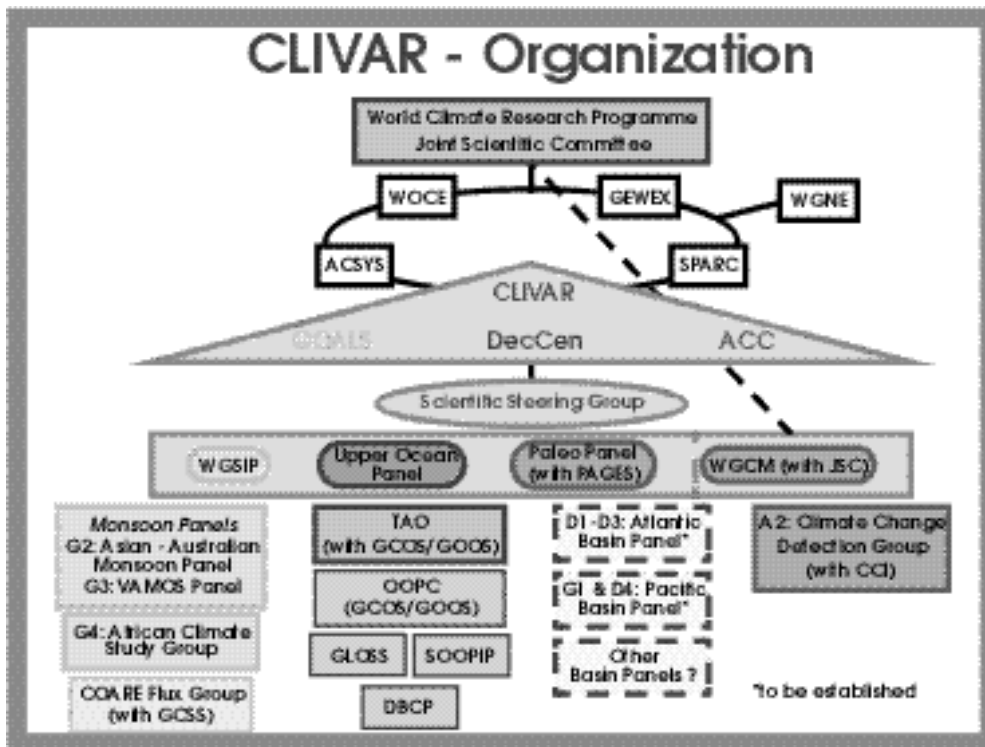 CLIVAR - Organization
World Climate Research Programme
Joint Scientific Committee
WOCE
GEWEX
WGNE
ACSYS
SPARC
CLIVAR
GOALS
DecCen
ACC
Scientific Steering Group
WGSIP
Upper Ocean
Panel
Paleo Panel
(with PAGES)
WGCM (with JSC)
Monsoon Panels
G2: Asian - Australian
Monsoon Panel
G3: VAMOS Panel
G4: African Climate
Study Group
COARE Flux Group
(with GCSS)
TAO
(with GCOS/GOOS)
OOPC
(GCOS/GOOS)
GLOSS
SOOPIP
DBCP
D1 -D3: Atlantic
Basin Panel*
G1 & D4: Pacific
Basin Panel*
Other
Basin Panels ?
A2: Climate Change
Detection Group
(with CCl)
*to be established